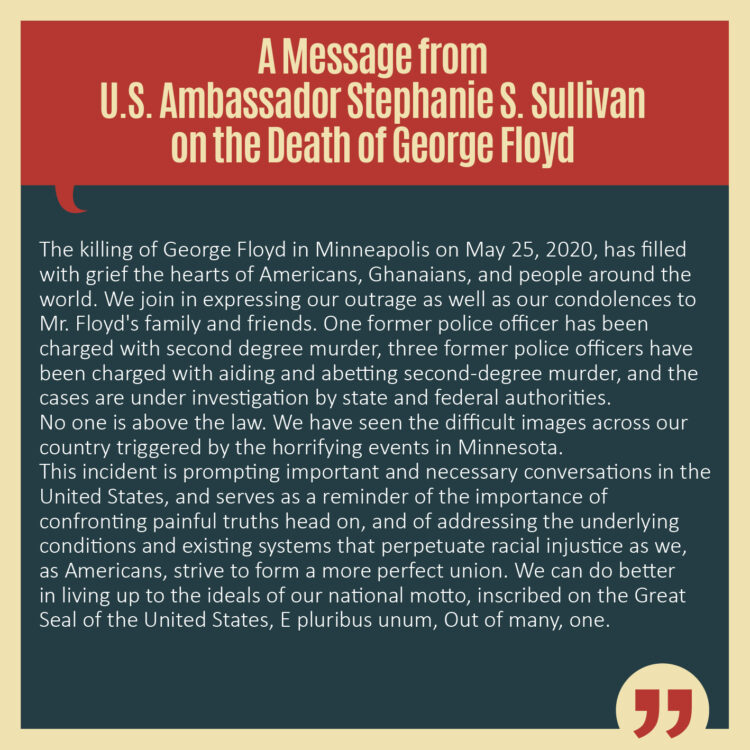 A Message from
U.S. Ambassador Stephanie S. Sullivan
on the Death of George Floyd
The killing of George Floyd in Minneapolis on May 25, 2020, has filled
with grief the hearts of Americans, Ghanaians, and people around the
world. We join in expressing our outrage as well as our condolences to
Mr. Floyd's family and friends. One former police officer has been
charged with second degree murder, three former police officers have
been charged with aiding and abetting second-degree murder, and the
cases are under investigation by state and federal authorities.
No one is above the law. We have seen the difficult images across our
country triggered by the horrifying events in Minnesota.
This incident is prompting important and necessary conversations in the
United States, and serves as a reminder of the importance of
confronting painful truths head on, and of addressing the underlying
conditions and existing systems that perpetuate racial injustice as we,
as Americans, strive to form a more perfect union. We can do better
in living up to the ideals of our national motto, inscribed on the Great
Seal of the United States, E pluribus unum, Out of many, one.